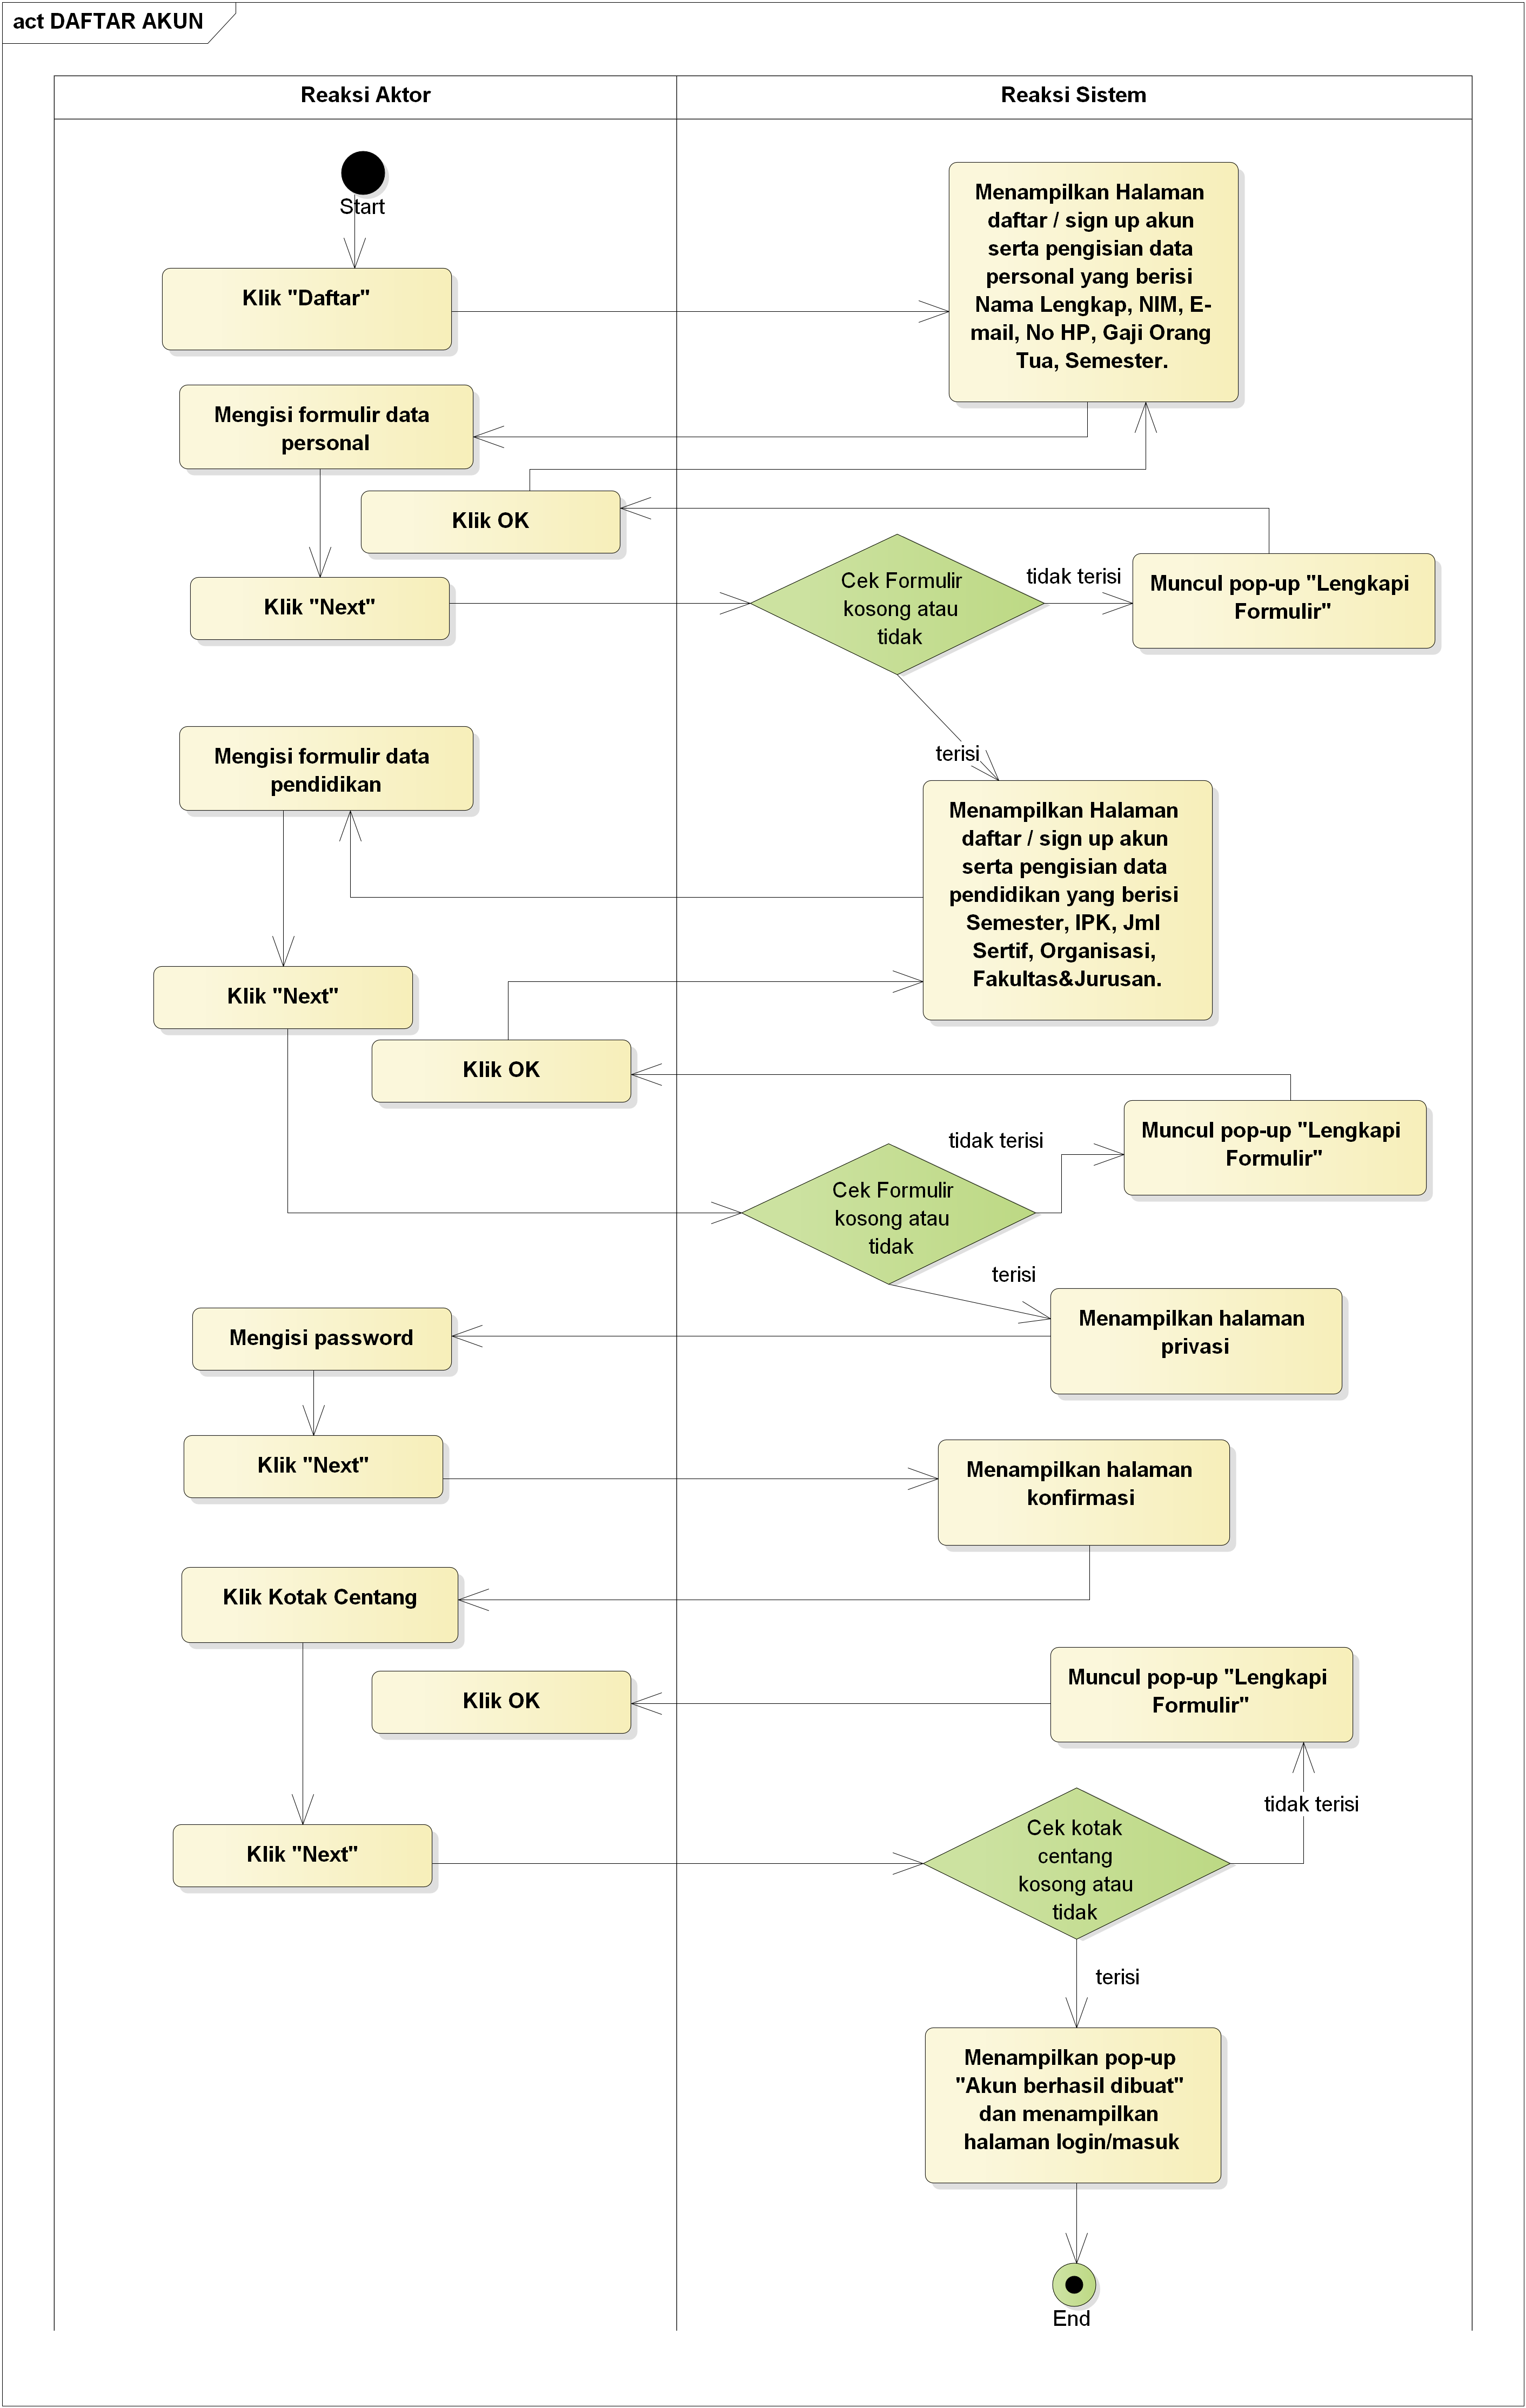 act DAFTAR AKUN
Reaksi Aktor
Reaksi Sistem
Start
Menampilkan Halaman
daftar / sign up akun
serta pengisian data
personal yang berisi
Nama Lengkap, NIM, E-
mail, No HP, Gaji Orang
Tua, Semester.
Klik "Daftar"
Mengisi formulir data
personal
Klik OK
Klik "Next"
Cek Formulir
kosong atau
tidak
tidak terisi
Muncul pop-up "Lengkapi
Formulir"
terisi
Mengisi formulir data
pendidikan
Menampilkan Halaman
daftar / sign up akun
serta pengisian data
pendidikan yang berisi
Semester, IPK, Jml
Sertif, Organisasi,
Fakultas&Jurusan.
Klik "Next"
Klik OK
Muncul pop-up "Lengkapi
Formulir"
tidak terisi
Cek Formulir
kosong atau
tidak
terisi
Mengisi password
Menampilkan halaman
privasi
Klik "Next"
Menampilkan halaman
konfirmasi
Klik Kotak Centang
Klik OK
Muncul pop-up "Lengkapi
Formulir"
tidak terisi
Klik "Next"
Cek kotak
centang
kosong atau
tidak
terisi
Menampilkan pop-up
"Akun berhasil dibuat"
dan menampilkan
halaman login/masuk
End